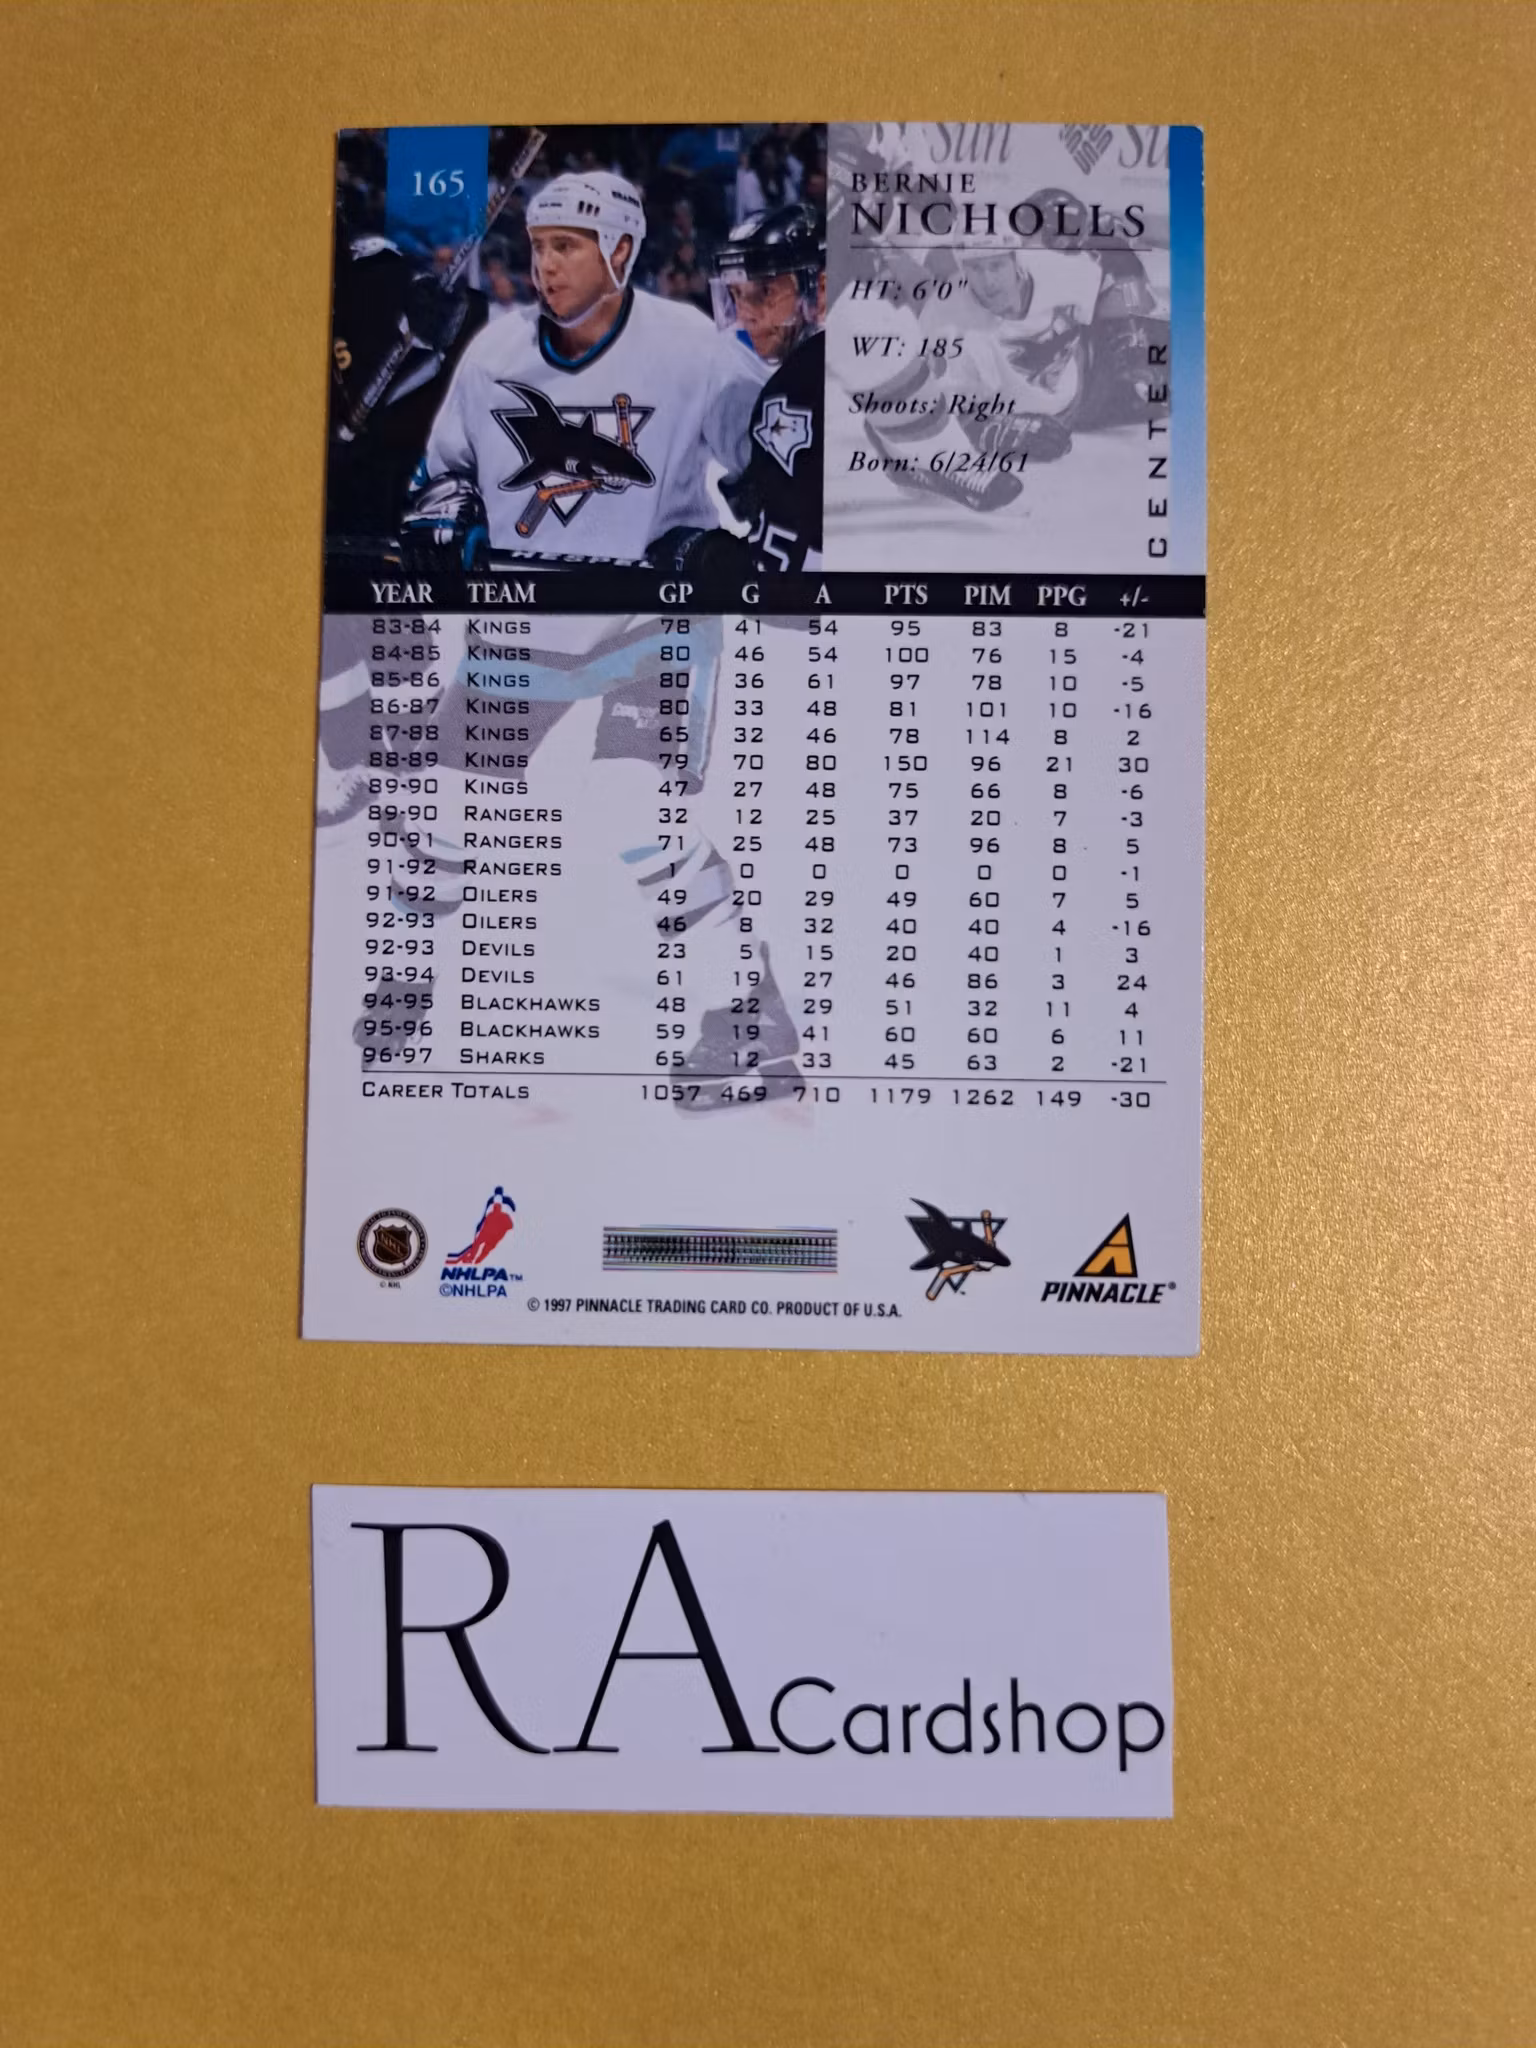 165
BERNIE
NICHOLLS
HT: 6'0"
WT: 185
Shoots: Right
Born: 6/24/61
CENTER
YEAR TEAM GP G A PTS PIM PPG +/-
83-84 KINGS 78 41 54 95 83 8 -21
84-85 KINGS 80 46 54 100 76 15 -4
85-86 KINGS 80 36 61 97 78 10 -5
86-87 KINGS 80 33 48 81 101 10 -16
87-88 KINGS 65 32 46 78 114 8 2
88-89 KINGS 79 70 80 150 96 21 30
89-90 KINGS 47 27 48 75 66 8 -6
89-90 RANGERS 32 12 25 37 20 7 -3
90-91 RANGERS 71 25 48 73 96 8 5
91-92 RANGERS 1 0 0 0 0 0 -1
91-92 OILERS 49 20 29 49 60 7 5
92-93 OILERS 46 8 32 40 40 4 -16
92-93 DEVILS 23 5 15 20 40 1 3
93-94 DEVILS 61 19 27 46 86 3 24
94-95 BLACKHAWKS 48 22 29 51 32 11 4
95-96 BLACKHAWKS 59 19 41 60 60 6 11
96-97 SHARKS 65 12 33 45 63 2 -21
CAREER TOTALS 1057 469 710 1179 1262 149 -30
NHL
© NHL
NHLPA™
©NHLPA
© 1997 PINNACLE TRADING CARD CO. PRODUCT OF U.S.A.
PINNACLE®
RA Cardshop